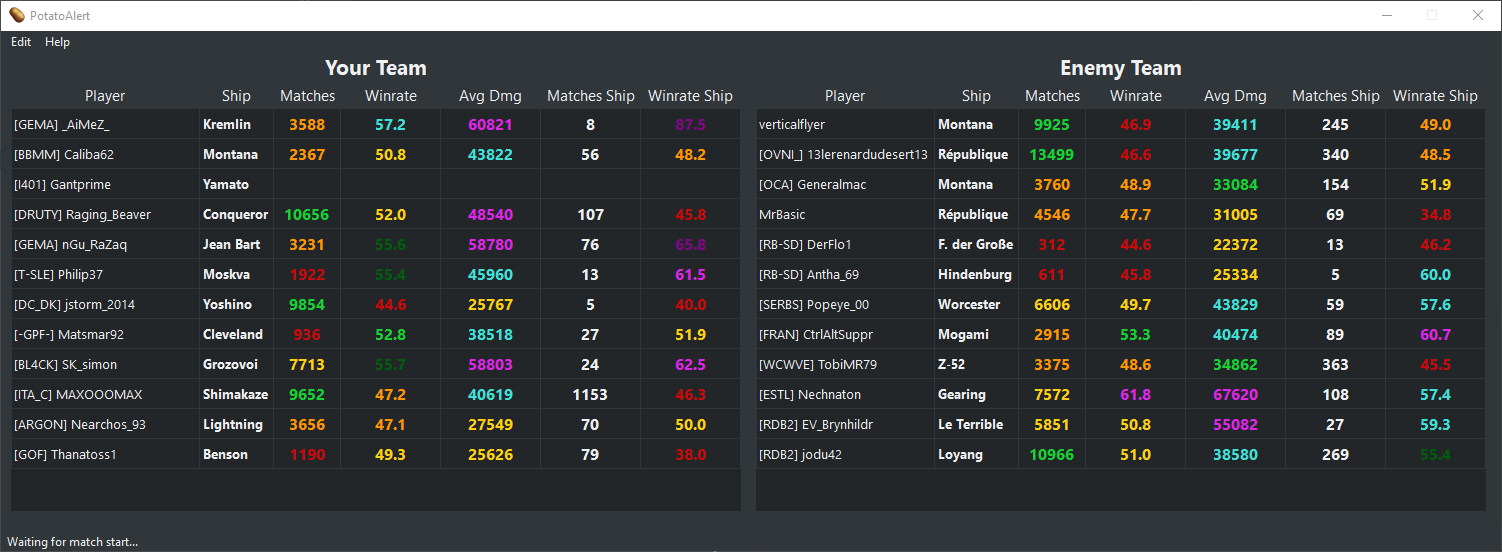 PotatoAlert
Edit Help
Your Team Enemy Team
Player Ship Matches Winrate Avg Dmg Matches Ship Winrate Ship Player Ship Matches Winrate Avg Dmg Matches Ship Winrate Ship
[GEMA] _AiMeZ_ Kremlin 3588 57.2 60821 8 87.5 verticalflyer Montana 9925 46.9 39411 245 49.0
[BBMM] Caliba62 Montana 2367 50.8 43822 56 48.2 [OVNI_] 13lerenardudesert13 République 13499 46.6 39677 340 48.5
[I401] Gantprime Yamato [OCA] Generalmac Montana 3760 48.9 33084 154 51.9
[DRUTY] Raging_Beaver Conqueror 10656 52.0 48540 107 45.8 MrBasic République 4546 47.7 31005 69 34.8
[GEMA] nGu_RaZaq Jean Bart 3231 55.6 58780 76 65.8 [RB-SD] DerFlo1 F. der Große 312 44.6 22372 13 46.2
[T-SLE] Philip37 Moskva 1922 55.4 45960 13 61.5 [RB-SD] Antha_69 Hindenburg 611 45.8 25334 5 60.0
[DC_DK] jstorm_2014 Yoshino 9854 44.6 25767 5 40.0 [SERBS] Popeye_00 Worcester 6606 49.7 43829 59 57.6
[-GPF-] Matsmar92 Cleveland 936 52.8 38518 27 51.9 [FRAN] CtrlAltSuppr Mogami 2915 53.3 40474 89 60.7
[BL4CK] SK_simon Grozovoi 7713 55.7 58803 24 62.5 [WCWVE] TobiMR79 Z-52 3375 48.6 34862 363 45.5
[ITA_C] MAXOOOMAX Shimakaze 9652 47.2 40619 1153 46.3 [ESTL] Nechnaton Gearing 7572 61.8 67620 108 57.4
[ARGON] Nearchos_93 Lightning 3656 47.1 27549 70 50.0 [RDB2] EV_Brynhildr Le Terrible 5851 50.8 55082 27 59.3
[GOF] Thanatoss1 Benson 1190 49.3 25626 79 38.0 [RDB2] jodu42 Loyang 10966 51.0 38580 269 55.4
Waiting for match start...